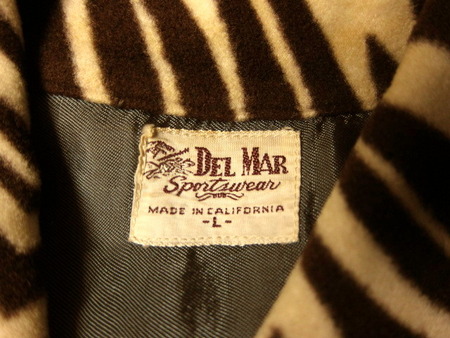 DEL MAR
Sportswear
MADE IN CALIFORNIA
-L-